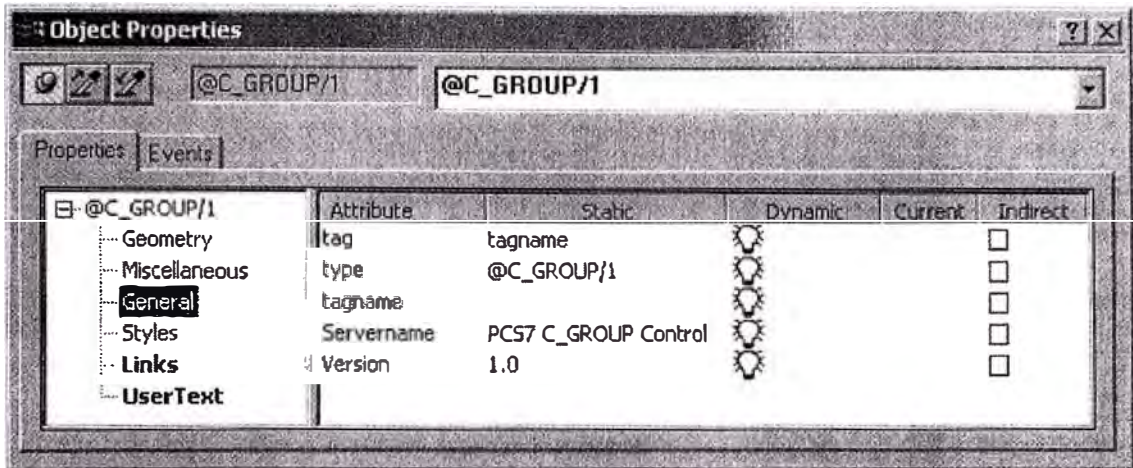 Object Properties
@C_GROUP/1 @C_GROUP/1
Properties Events
@C_GROUP/1
Geometry
Miscellaneous
General
Styles
Links
UserText
Attribute Static Dynamic Current Indirect
tag tagname
type @C_GROUP/1
tagname
Servername PCS7 C_GROUP Control
Version 1.0